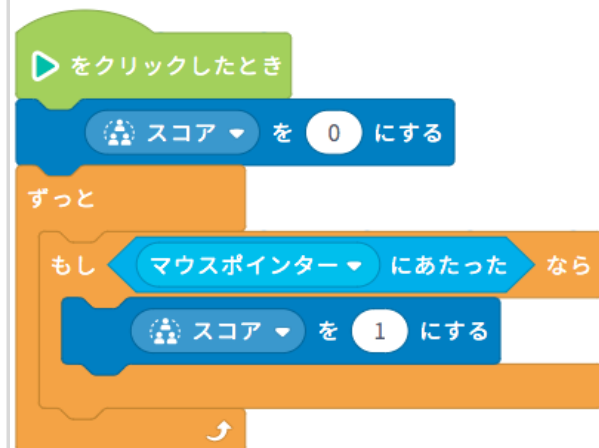 をクリックしたとき
スコア を 0 にする
ずっと
もし マウスポインター にあたった なら
スコア を 1 にする